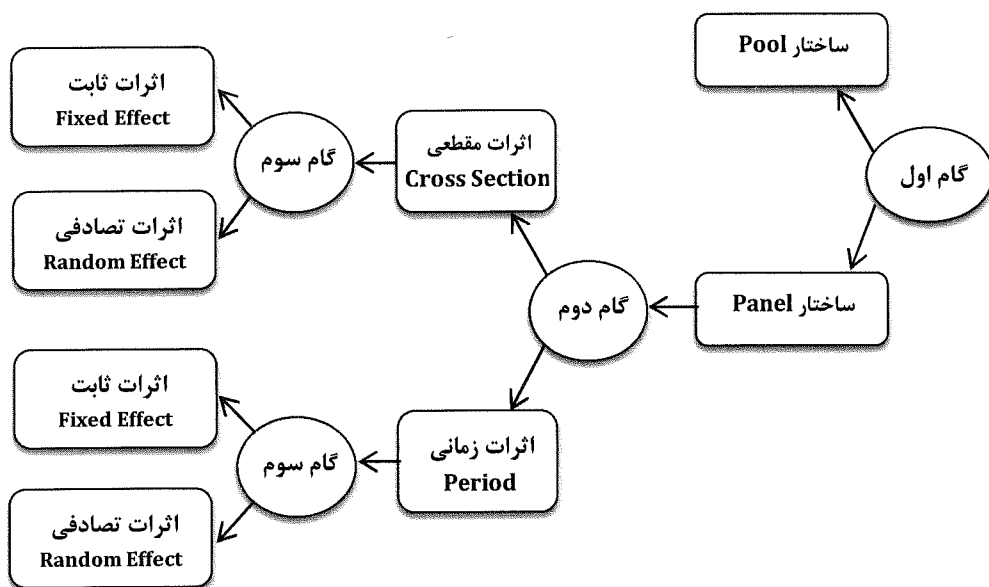 ساختار Pool
گام اول
ساختار Panel
گام دوم
اثرات مقطعی
Cross Section
گام سوم
اثرات ثابت
Fixed Effect
اثرات تصادفی
Random Effect
اثرات زمانی
Period
گام سوم
اثرات ثابت
Fixed Effect
اثرات تصادفی
Random Effect